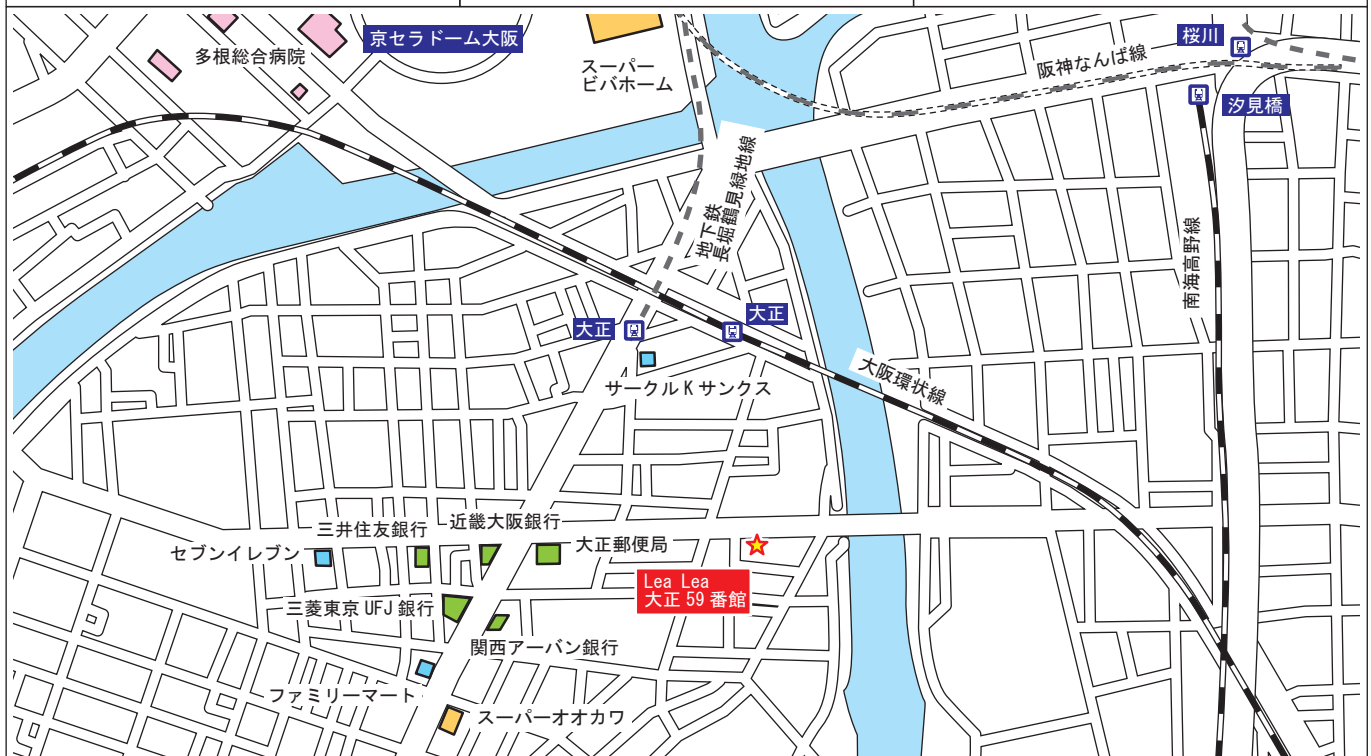 京セラドーム大阪
多根総合病院
スーパー
ビバホーム
桜川
阪神なんば線
汐見橋
地下鉄
長堀鶴見緑地線
南海高野線
大正
大正
サークルKサンクス
大阪環状線
三井住友銀行
近畿大阪銀行
セブンイレブン
大正郵便局
Lea Lea
大正 59 番館
三菱東京 UFJ 銀行
関西アーバン銀行
ファミリーマート
スーパーオオカワ